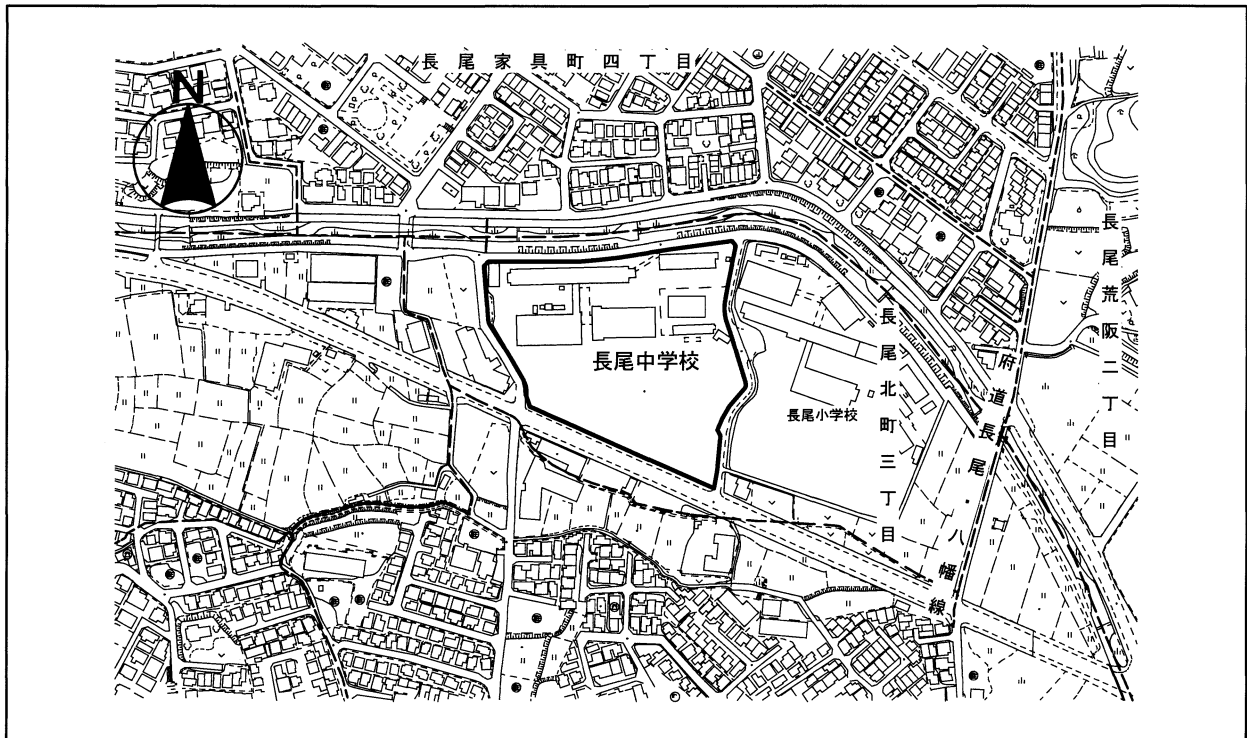 長尾家具町四丁目
N
長尾荒阪二丁目
長尾中学校
長尾北町三丁目
長尾小学校
府道長尾・八幡線